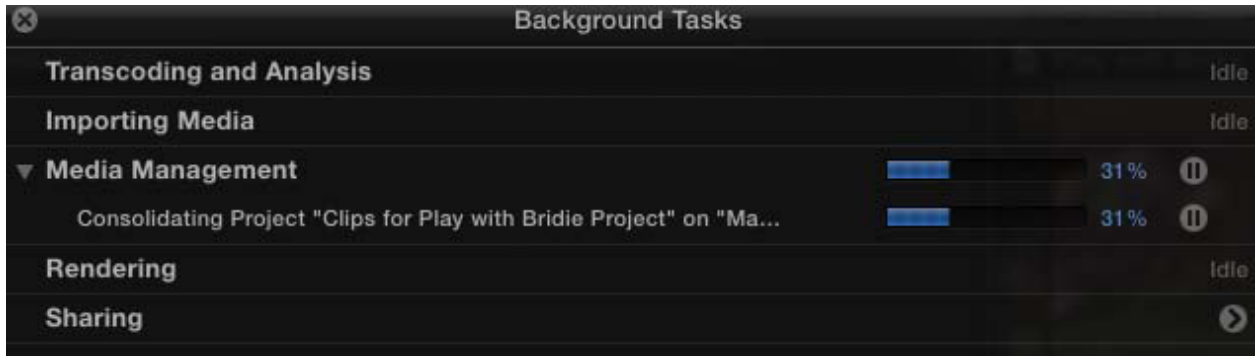 Background Tasks
Transcoding and Analysis Idle
Importing Media Idle
Media Management 31%
Consolidating Project "Clips for Play with Bridie Project" on "Ma... 31%
Rendering Idle
Sharing